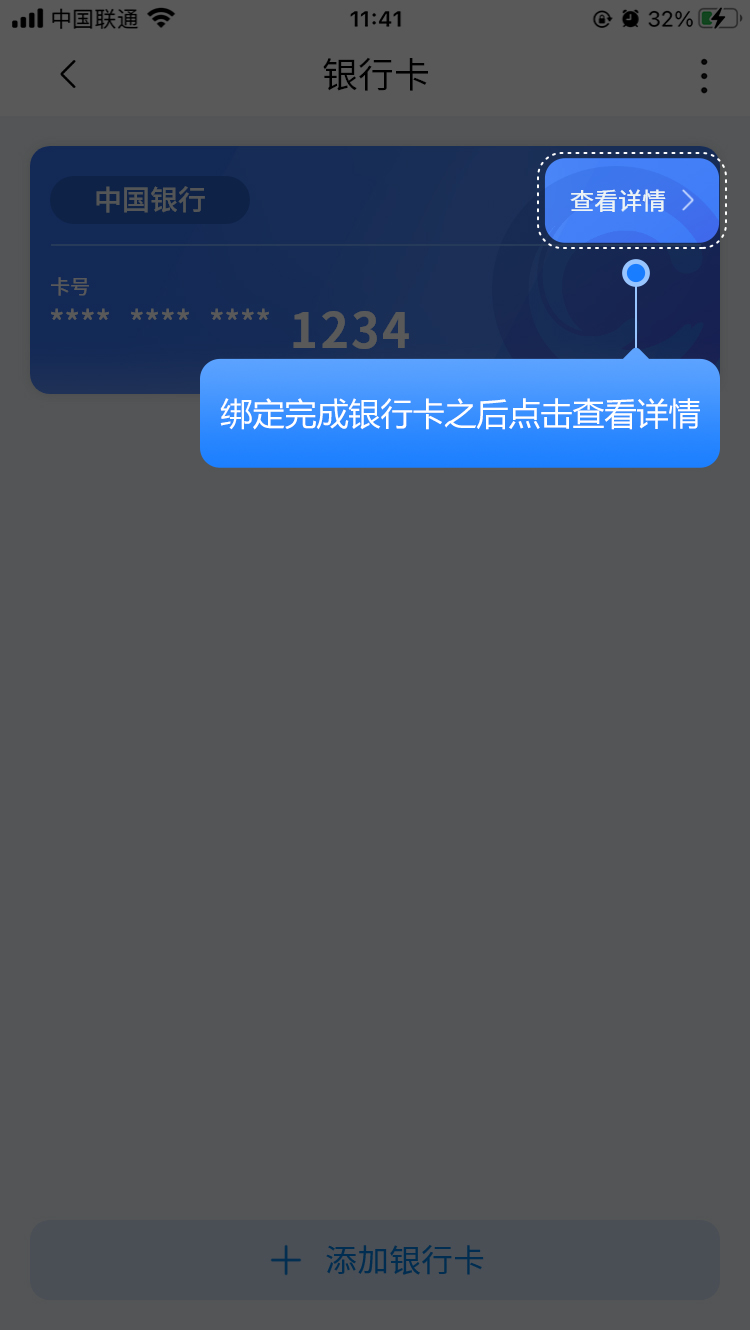 中国联通 11:41 32%
银行卡
中国银行
查看详情
卡号
**** **** **** 1234
绑定完成银行卡之后点击查看详情
添加银行卡